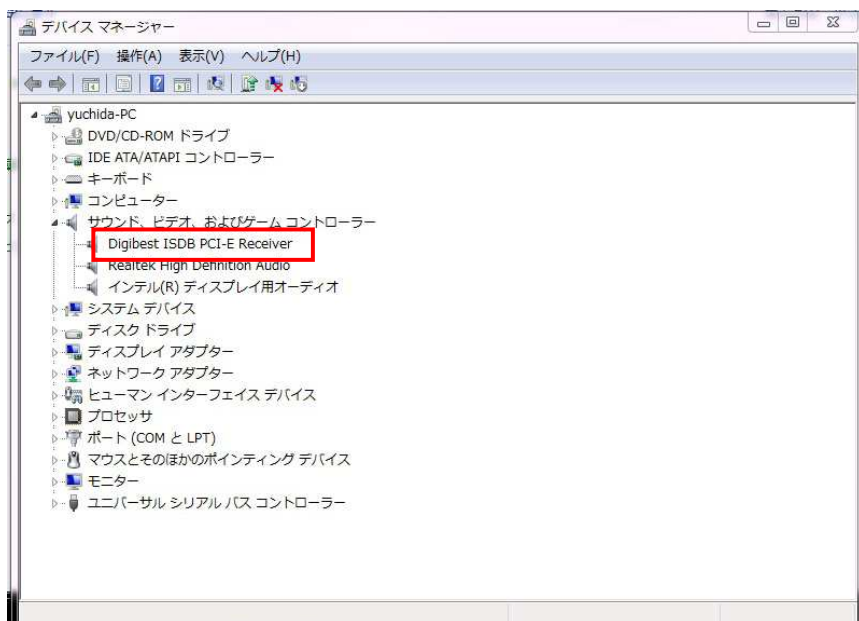 デバイス マネージャー
ファイル(F) 操作(A) 表示(V) ヘルプ(H)
yuchida-PC
DVD/CD-ROM ドライブ
IDE ATA/ATAPI コントローラー
キーボード
コンピューター
サウンド、ビデオ、およびゲーム コントローラー
Digibest ISDB PCI-E Receiver
Realtek High Definition Audio
インテル(R) ディスプレイ用オーディオ
システム デバイス
ディスク ドライブ
ディスプレイ アダプター
ネットワーク アダプター
ヒューマン インターフェイス デバイス
プロセッサ
ポート (COM と LPT)
マウスとそのほかのポインティング デバイス
モニター
ユニバーサル シリアル バス コントローラー